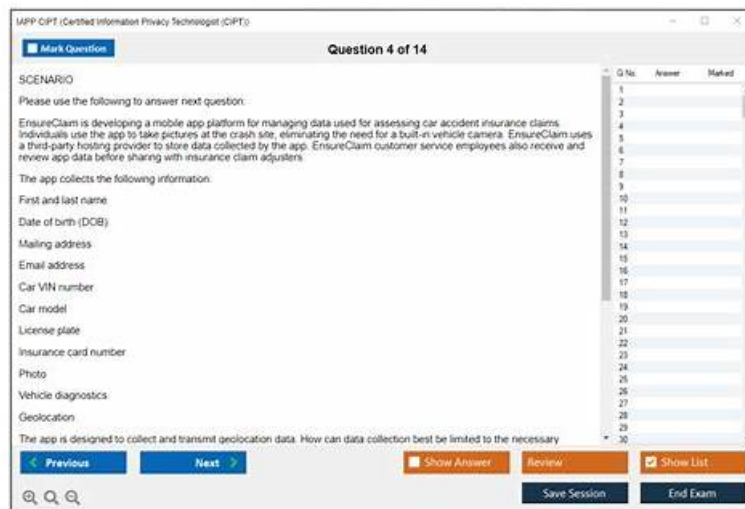 IAPP CIPT (Certified Information Privacy Technologist (CIPT))
Mark Question
Question 4 of 14
SCENARIO
Please use the following to answer next question:
EnsureClaim is developing a mobile app platform for managing data used for assessing car accident insurance claims.
Individuals use the app to take pictures at the crash site, eliminating the need for a built-in vehicle camera. EnsureClaim uses
a third-party hosting provider to store data collected by the app. EnsureClaim customer service employees also receive and
review app data before sharing with insurance claim adjusters.
The app collects the following information:
First and last name
Date of birth (DOB)
Mailing address
Email address
Car VIN number
Car model
License plate
Insurance card number
Photo
Vehicle diagnostics
Geolocation
The app is designed to collect and transmit geolocation data. How can data collection best be limited to the necessary
Q No. Answer Marked
1
2
3
4
5
6
7
8
9
10
11
12
13
14
15
16
17
18
19
20
21
22
23
24
25
26
27
28
29
30
Previous
Next
Show Answer
Review
Show List
Save Session
End Exam